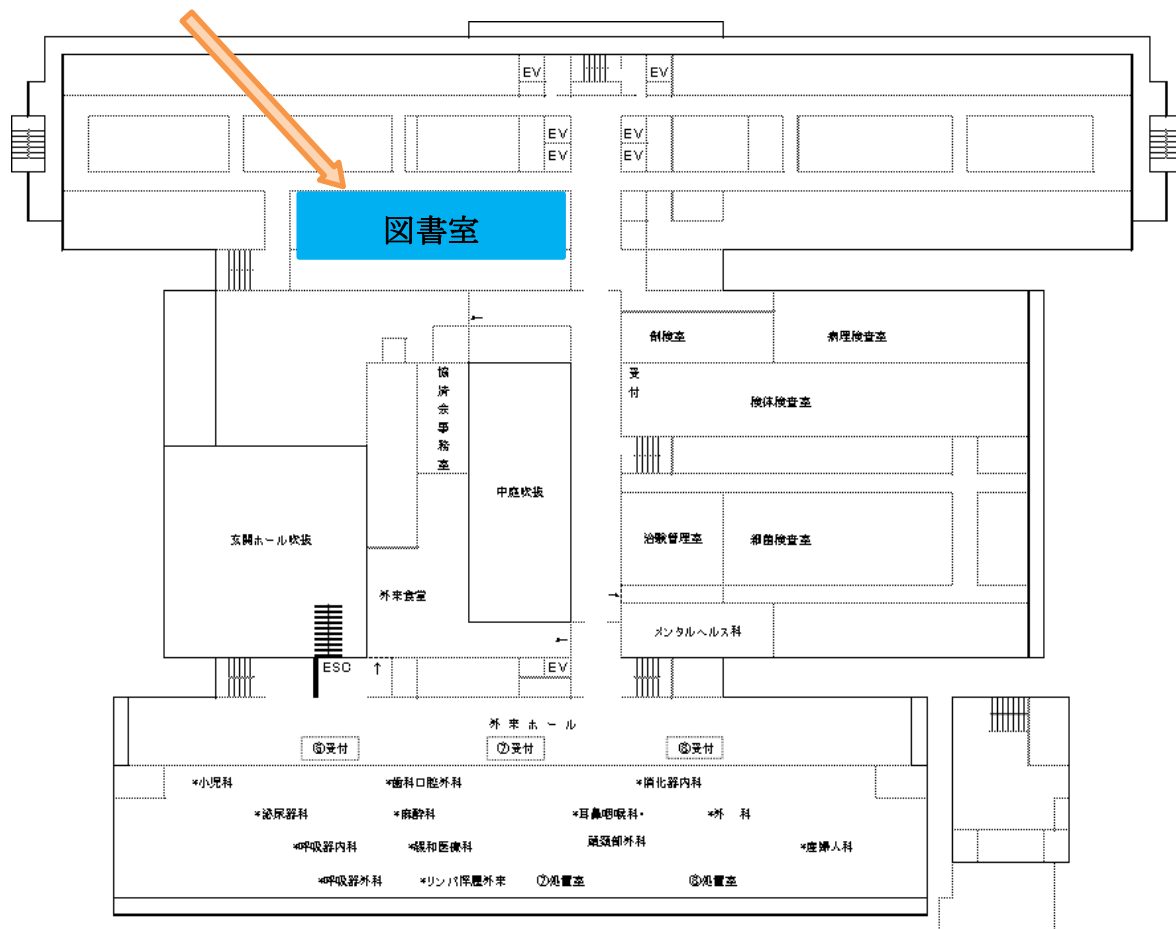 EV
EV
EV
EV
EV
EV
図書室
剖検室
病理検査室
受付
検体検査室
協済会事務室
中庭吹抜
玄関ホール吹抜
治験管理室
細菌検査室
外来食堂
メンタルヘルス科
ESC
↑
EV
外来ホール
⑥受付
⑦受付
⑧受付
*小児科
*歯科口腔外科
*消化器内科
*泌尿器科
*麻酔科
*耳鼻咽喉科・
頭頚部外科
*外 科
*呼吸器内科
*緩和医療科
*産婦人科
*呼吸器外科
*リンパ浮腫外来
⑦処置室
⑧処置室